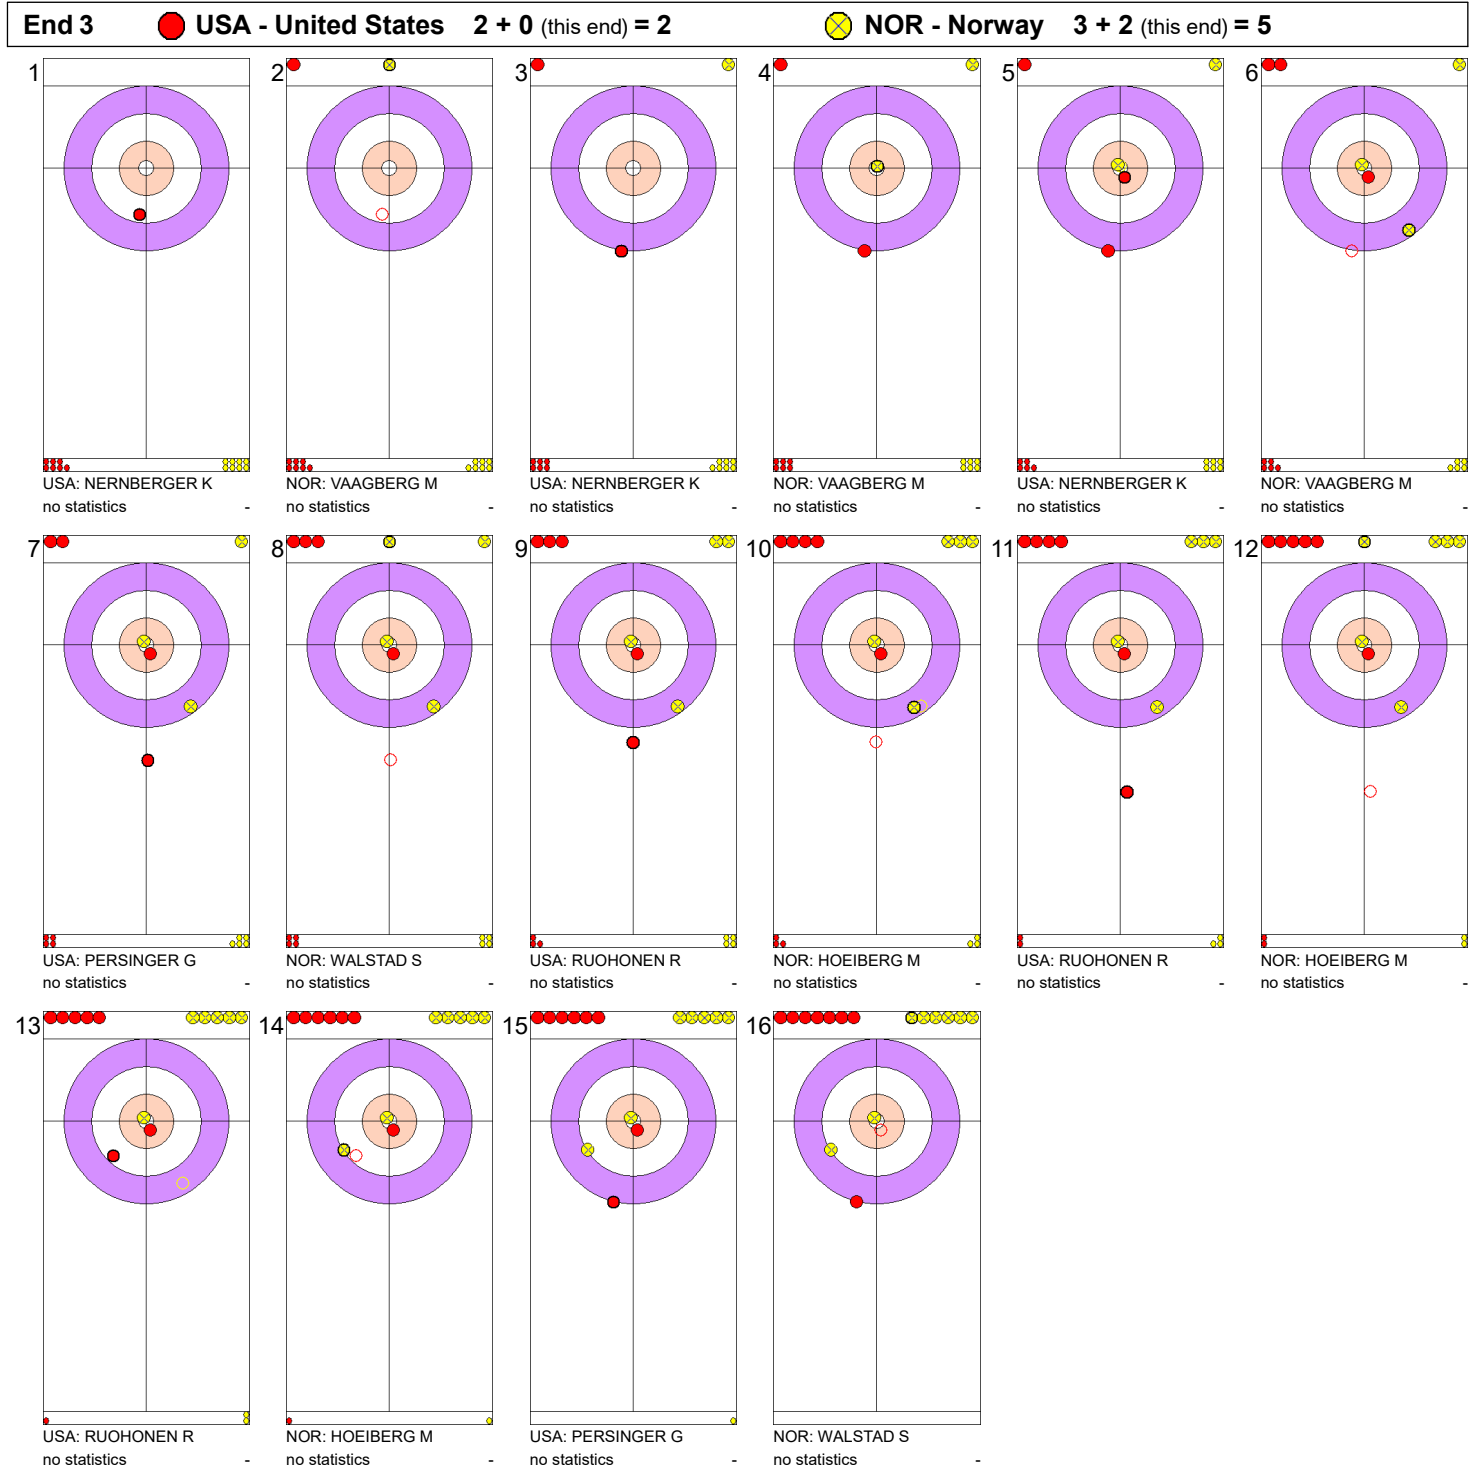 End 3 USA - United States 2 + 0 (this end) = 2 NOR - Norway 3 + 2 (this end) = 5
1 2 3 4 5 6
USA: NERNBERGER K NOR: VAAGBERG M USA: NERNBERGER K NOR: VAAGBERG M USA: NERNBERGER K NOR: VAAGBERG M
no statistics - no statistics - no statistics - no statistics - no statistics - no statistics -
7 8 9 10 11 12
USA: PERSINGER G NOR: WALSTAD S USA: RUOHONEN R NOR: HOEIBERG M USA: RUOHONEN R NOR: HOEIBERG M
no statistics - no statistics - no statistics - no statistics - no statistics - no statistics -
13 14 15 16
USA: RUOHONEN R NOR: HOEIBERG M USA: PERSINGER G NOR: WALSTAD S
no statistics - no statistics - no statistics - no statistics -